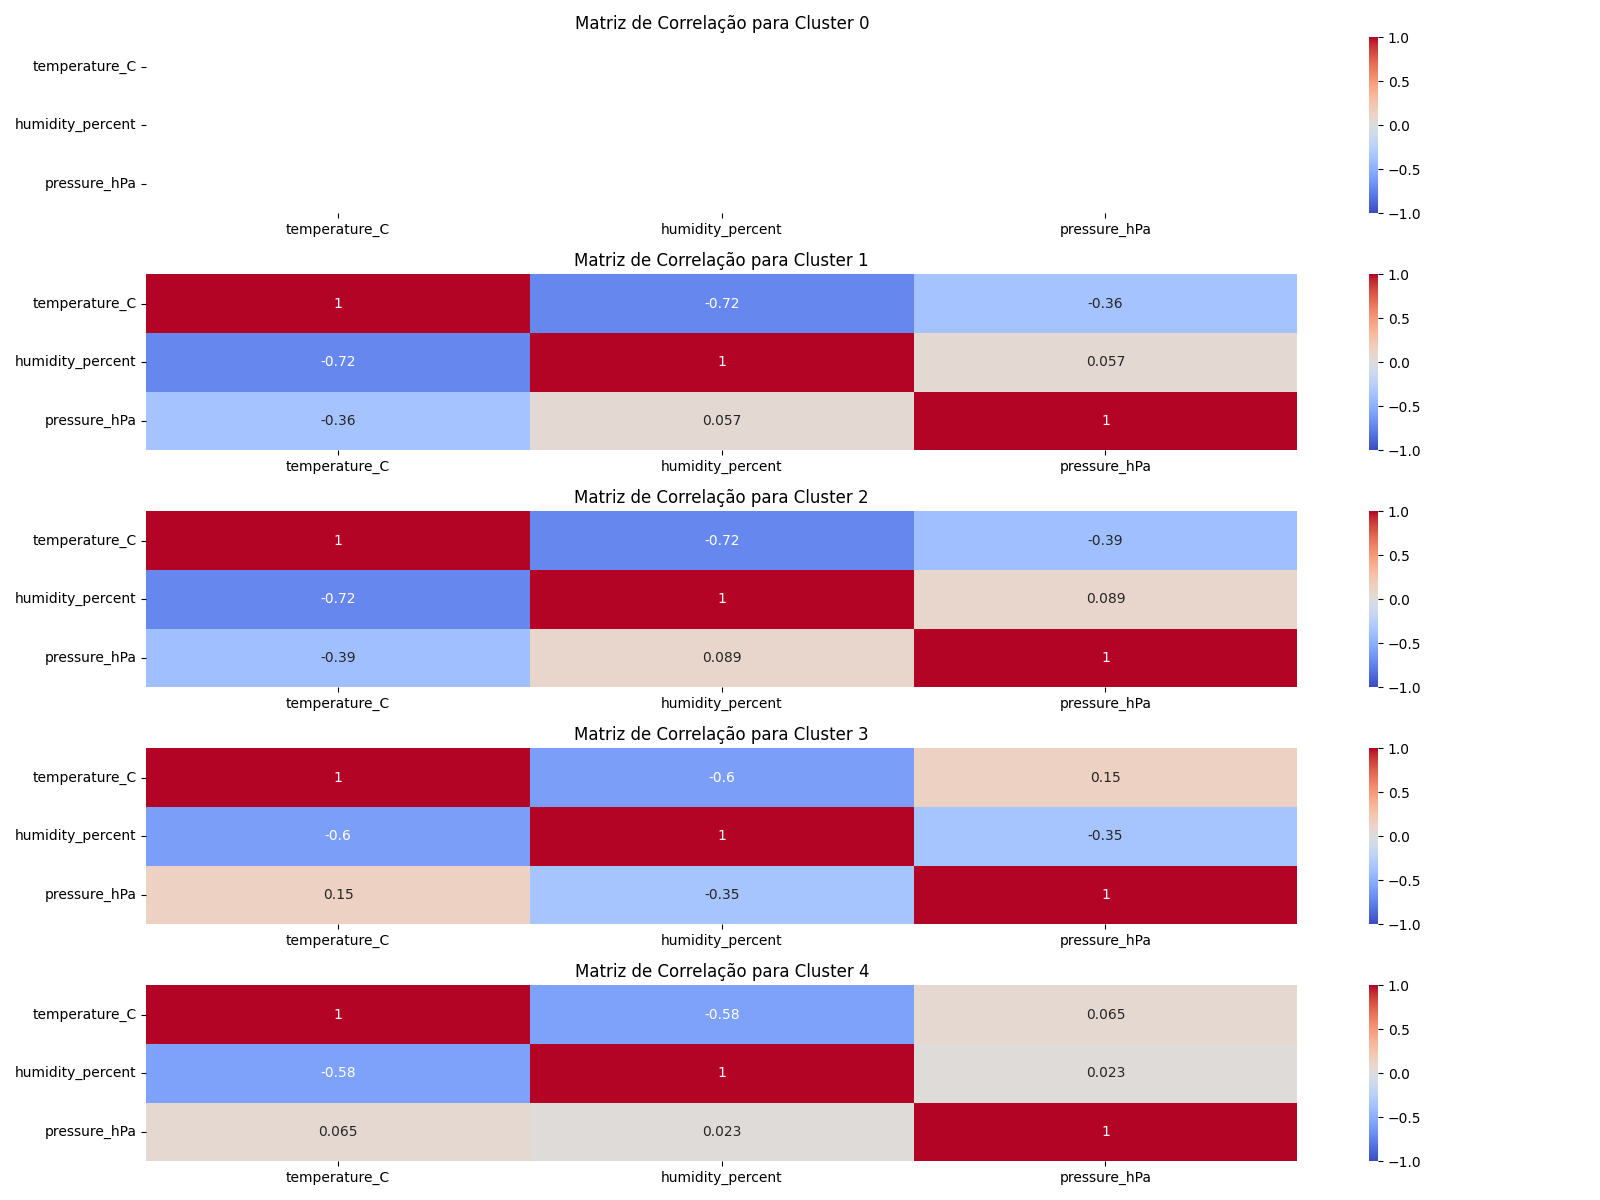 Matriz de Correlação para Cluster 0
temperature_C
humidity_percent
pressure_hPa
temperature_C humidity_percent pressure_hPa
1.0
0.5
0.0
−0.5
−1.0
Matriz de Correlação para Cluster 1
temperature_C 1 -0.72 -0.36
humidity_percent -0.72 1 0.057
pressure_hPa -0.36 0.057 1
temperature_C humidity_percent pressure_hPa
1.0
0.5
0.0
−0.5
−1.0
Matriz de Correlação para Cluster 2
temperature_C 1 -0.72 -0.39
humidity_percent -0.72 1 0.089
pressure_hPa -0.39 0.089 1
temperature_C humidity_percent pressure_hPa
1.0
0.5
0.0
−0.5
−1.0
Matriz de Correlação para Cluster 3
temperature_C 1 -0.6 0.15
humidity_percent -0.6 1 -0.35
pressure_hPa 0.15 -0.35 1
temperature_C humidity_percent pressure_hPa
1.0
0.5
0.0
−0.5
−1.0
Matriz de Correlação para Cluster 4
temperature_C 1 -0.58 0.065
humidity_percent -0.58 1 0.023
pressure_hPa 0.065 0.023 1
temperature_C humidity_percent pressure_hPa
1.0
0.5
0.0
−0.5
−1.0